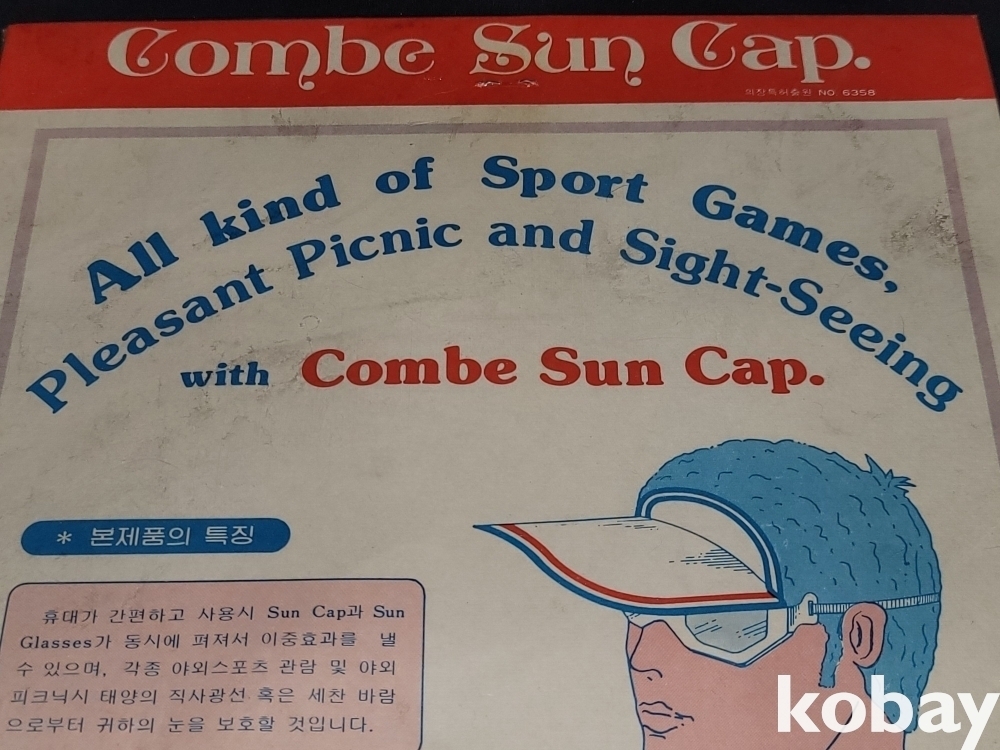 Combe Sun Cap.
의장특허출원 NO. 6358
All kind of Sport Games,
Pleasant Picnic and Sight-Seeing
with Combe Sun Cap.
* 본제품의 특징
휴대가 간편하고 사용시 Sun Cap과 Sun
Glasses가 동시에 펴져서 이중효과를 낼
수 있으며, 각종 야외스포츠 관람 및 야외
피크닉시 태양의 직사광선 혹은 세찬 바람
으로부터 귀하의 눈을 보호할 것입니다.
kobay